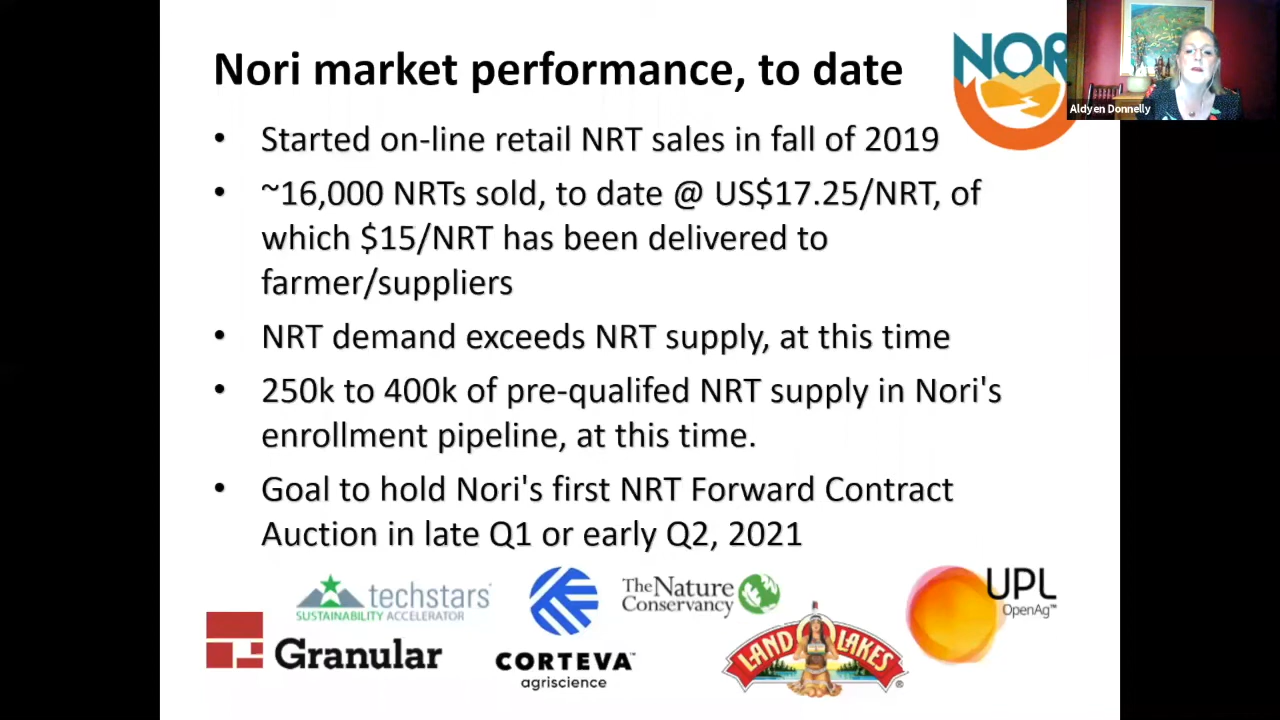 Nori market performance, to date
NOR
Aldyen Donnelly
• Started on-line retail NRT sales in fall of 2019
• ~16,000 NRTs sold, to date @ US$17.25/NRT, of
which $15/NRT has been delivered to
farmer/suppliers
• NRT demand exceeds NRT supply, at this time
• 250k to 400k of pre-qualifed NRT supply in Nori's
enrollment pipeline, at this time.
• Goal to hold Nori's first NRT Forward Contract
Auction in late Q1 or early Q2, 2021
techstars
SUSTAINABILITY ACCELERATOR
Granular
CORTEVA™
agriscience
The Nature
Conservancy
LAND O LAKES®
UPL
OpenAg™